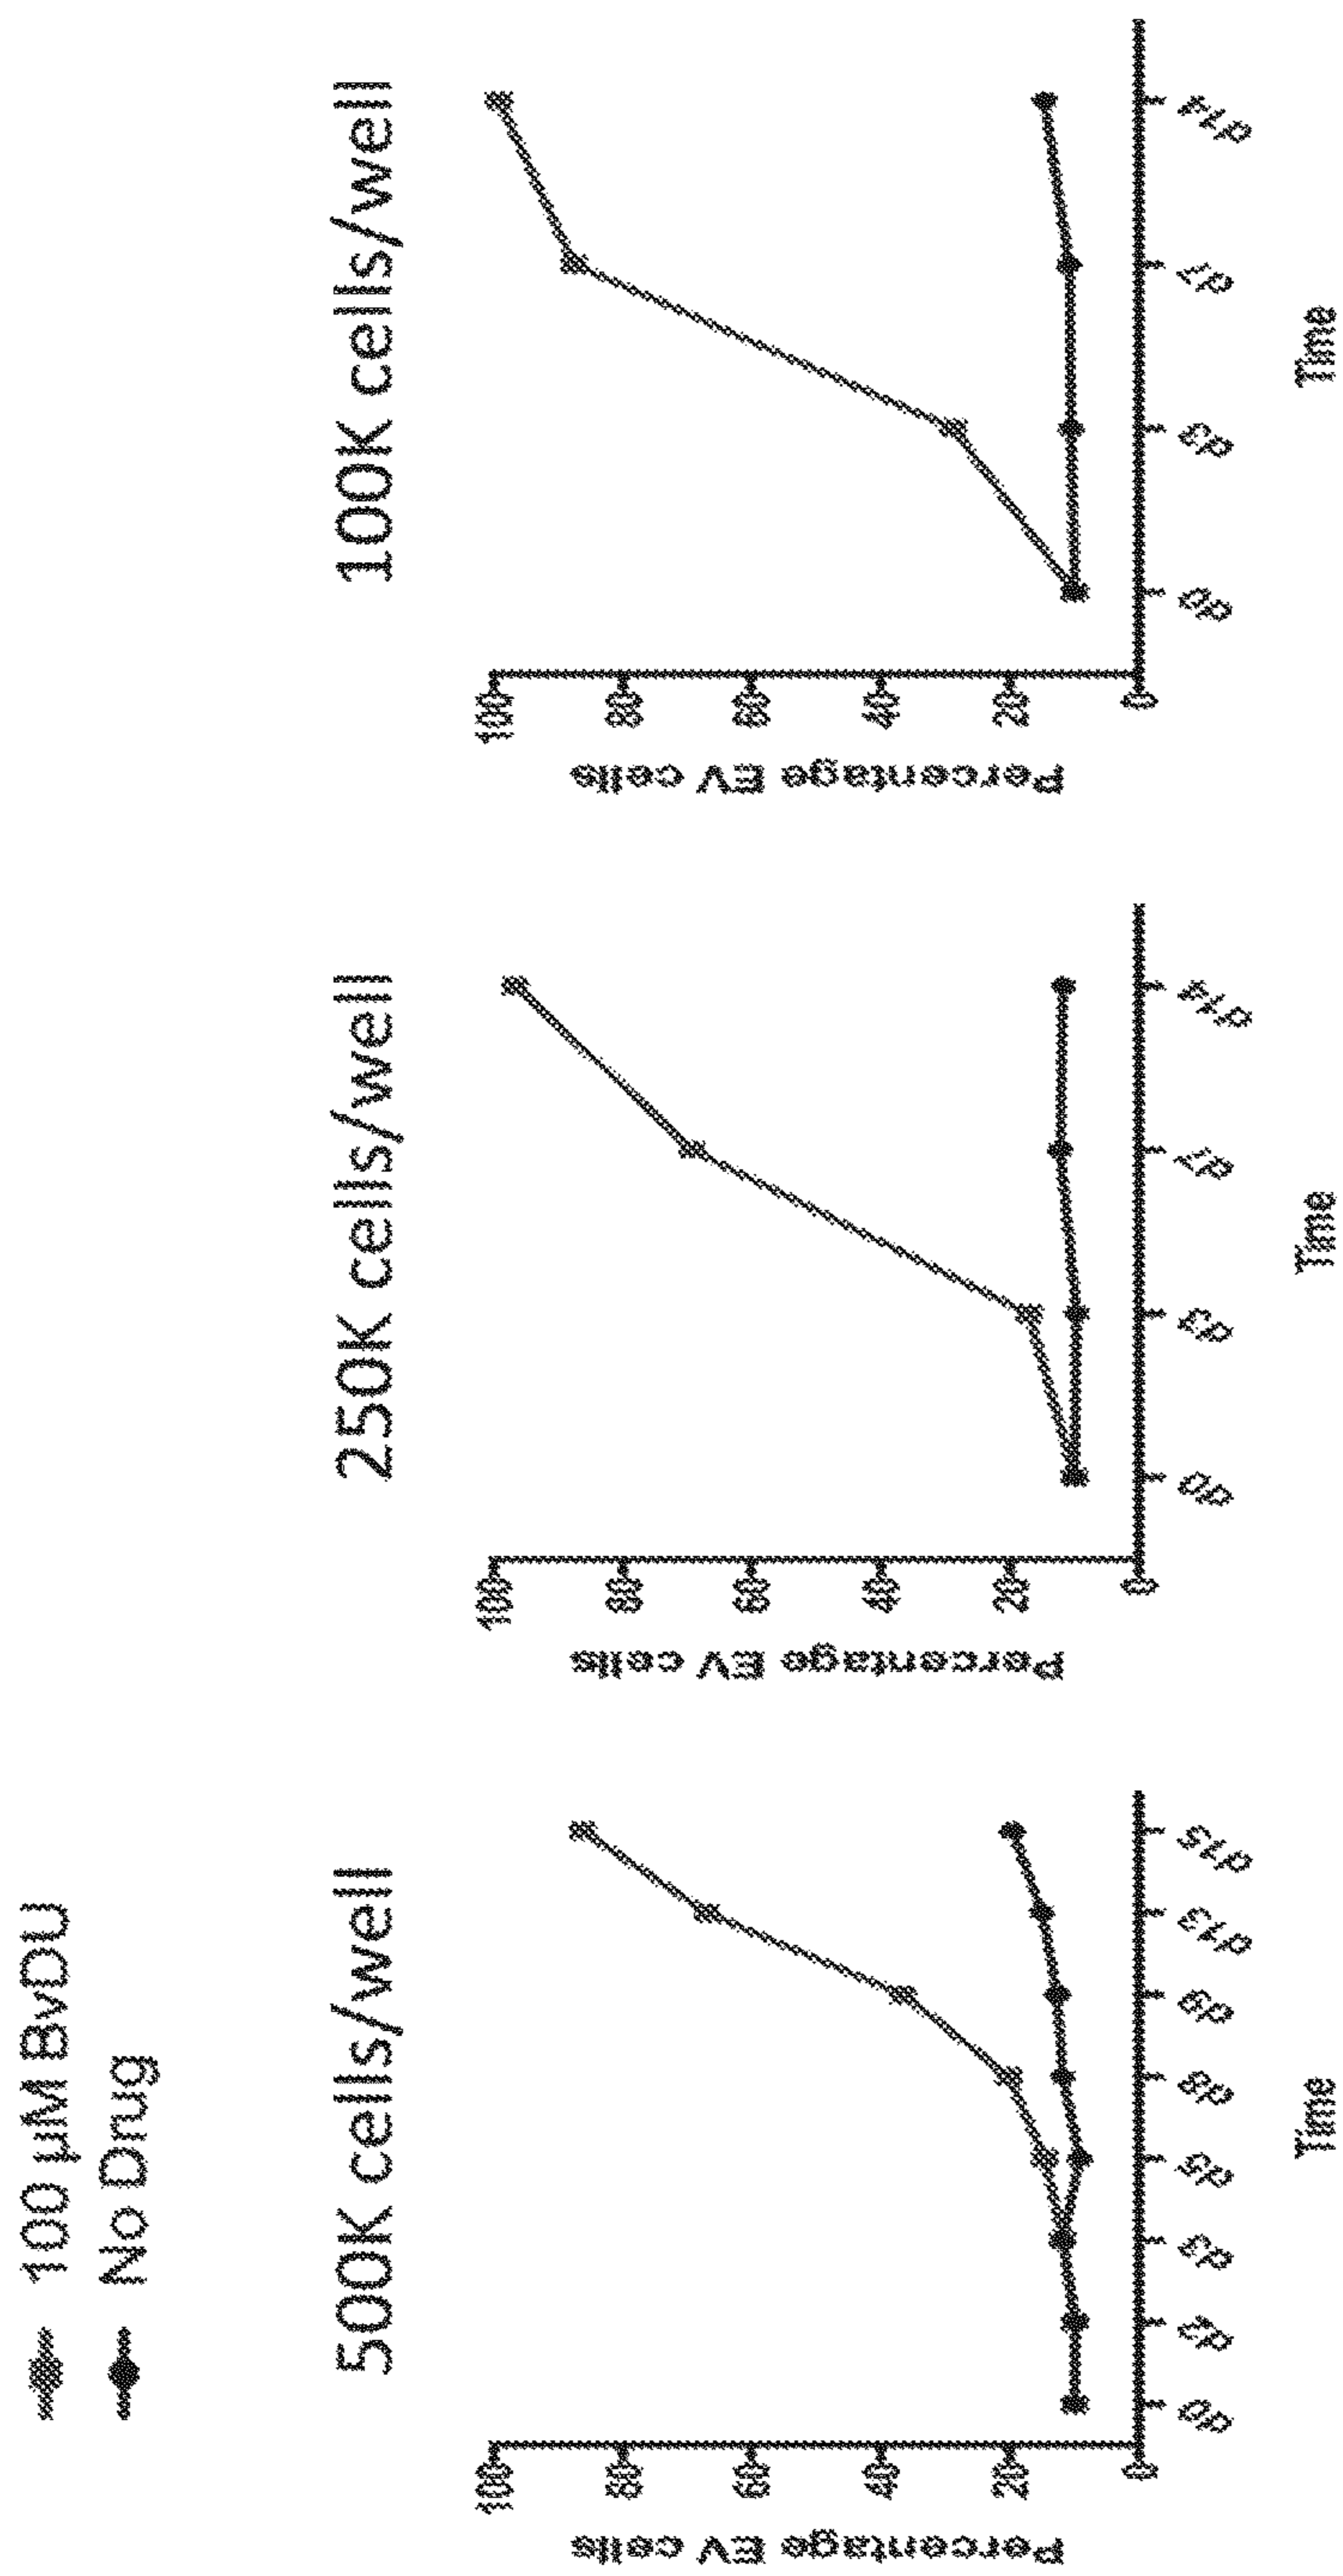 100 µM BvDU
No Drug
500K cells/well
Percentage EV cells
100
80
60
40
20
0
d0
d2
d3
d5
d8
d9
d13
d15
Time
250K cells/well
Percentage EV cells
100
80
60
40
20
0
d0
d3
d7
d14
Time
100K cells/well
Percentage EV cells
100
80
60
40
20
0
d0
d3
d7
d14
Time